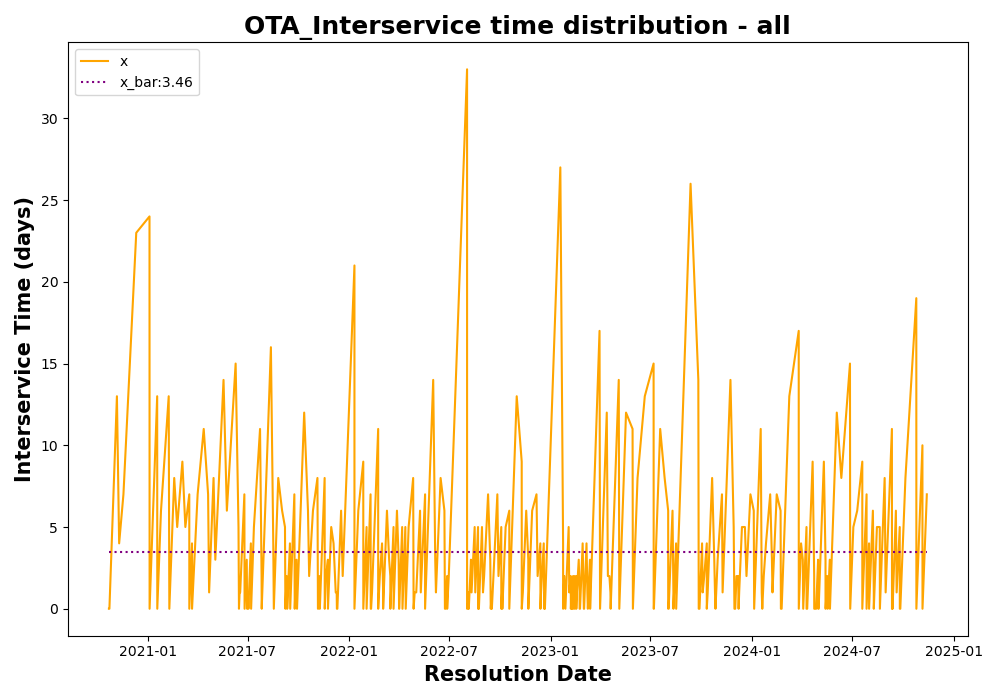 OTA_Interservice time distribution - all
x
x_bar:3.46
Interservice Time (days)
30
25
20
15
10
5
0
2021-01 2021-07 2022-01 2022-07 2023-01 2023-07 2024-01 2024-07 2025-01
Resolution Date